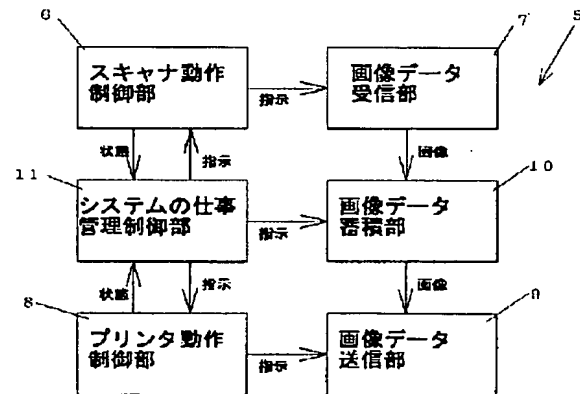 6
7
5
スキャナ動作
制御部
指示
画像データ
受信部
状態
指示
画像
11
10
システムの仕事
管理制御部
指示
画像データ
蓄積部
状態
指示
画像
8
9
プリンタ動作
制御部
指示
画像データ
送信部